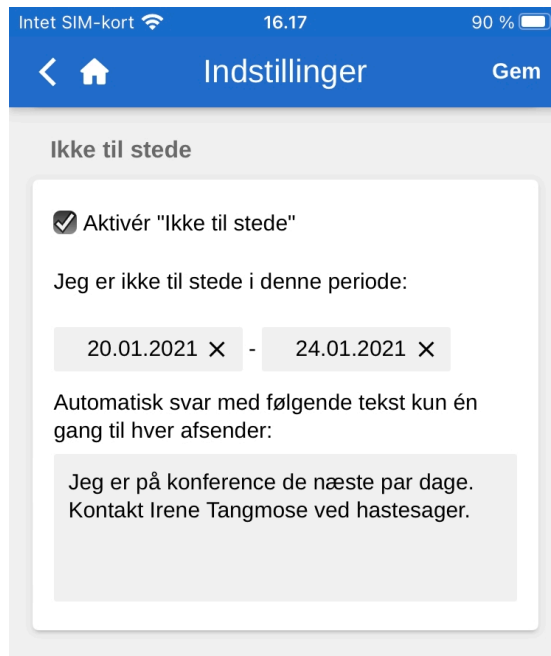 Intet SIM-kort 16.17 90 %
Indstillinger Gem
Ikke til stede
Aktivér "Ikke til stede"
Jeg er ikke til stede i denne periode:
20.01.2021 - 24.01.2021
Automatisk svar med følgende tekst kun én
gang til hver afsender:
Jeg er på konference de næste par dage.
Kontakt Irene Tangmose ved hastesager.